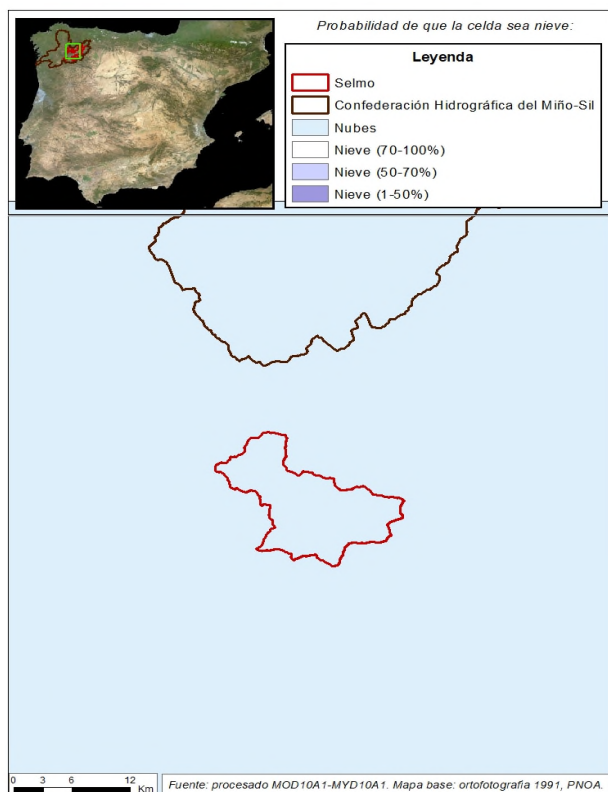 Probabilidad de que la celda sea nieve:
Leyenda
Selmo
Confederación Hidrográfica del Miño-Sil
Nubes
Nieve (70-100%)
Nieve (50-70%)
Nieve (1-50%)
0 3 6 12
Km
Fuente: procesado MOD10A1-MYD10A1. Mapa base: ortofotografía 1991, PNOA.